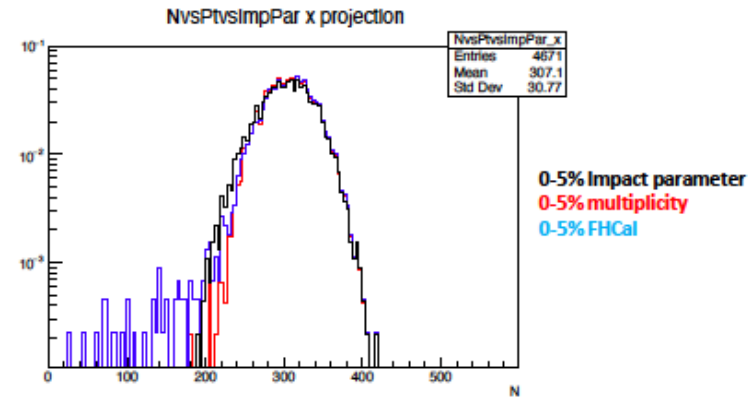 NvsPtvsImpPar x projection
NvsPtvsImpPar_x
Entries 4671
Mean 307.1
Std Dev 30.77
10⁻¹
10⁻²
10⁻³
0-5% Impact parameter
0-5% multiplicity
0-5% FHCal
0 100 200 300 400 500
N